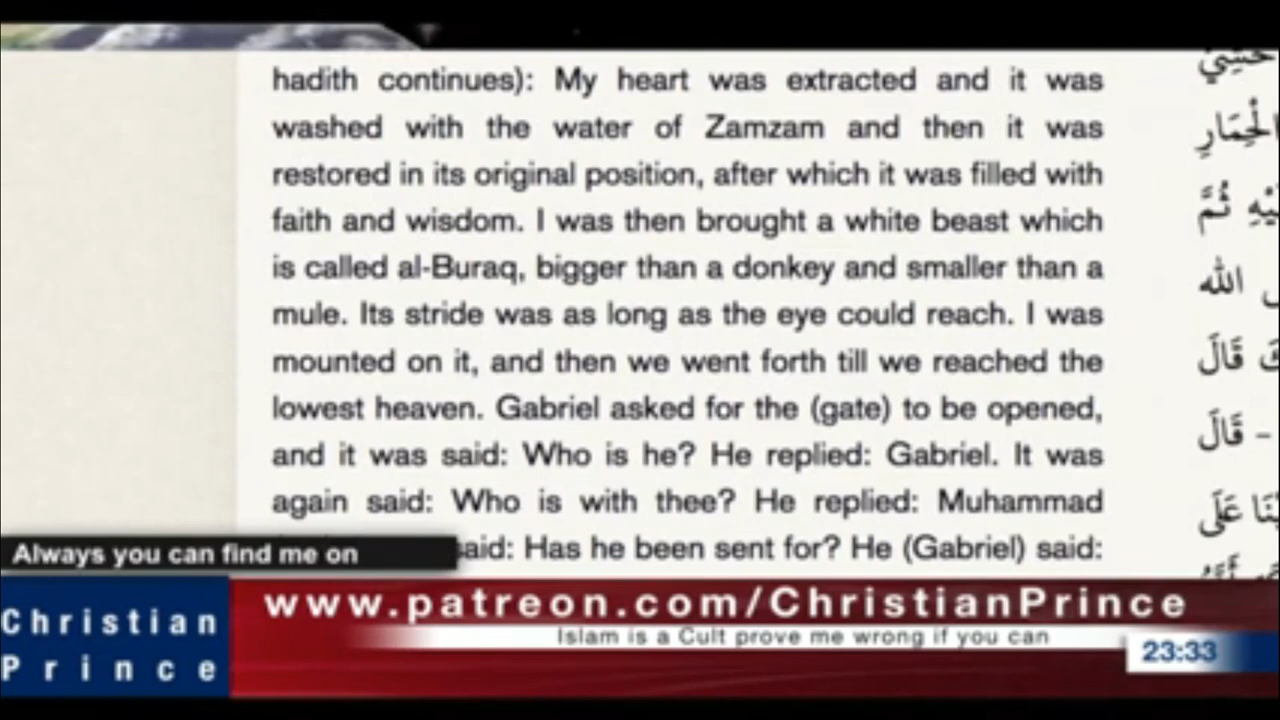 hadith continues): My heart was extracted and it was
washed with the water of Zamzam and then it was
restored in its original position, after which it was filled with
faith and wisdom. I was then brought a white beast which
is called al-Buraq, bigger than a donkey and smaller than a
mule. Its stride was as long as the eye could reach. I was
mounted on it, and then we went forth till we reached the
lowest heaven. Gabriel asked for the (gate) to be opened,
and it was said: Who is he? He replied: Gabriel. It was
again said: Who is with thee? He replied: Muhammad
said: Has he been sent for? He (Gabriel) said:
الْحِمَارِ
ثُمَّ
الله
قَالَ
- قَالَ
عَلَى
Always you can find me on
Christian
Prince
www.patreon.com/ChristianPrince
Islam is a Cult prove me wrong if you can
23:33